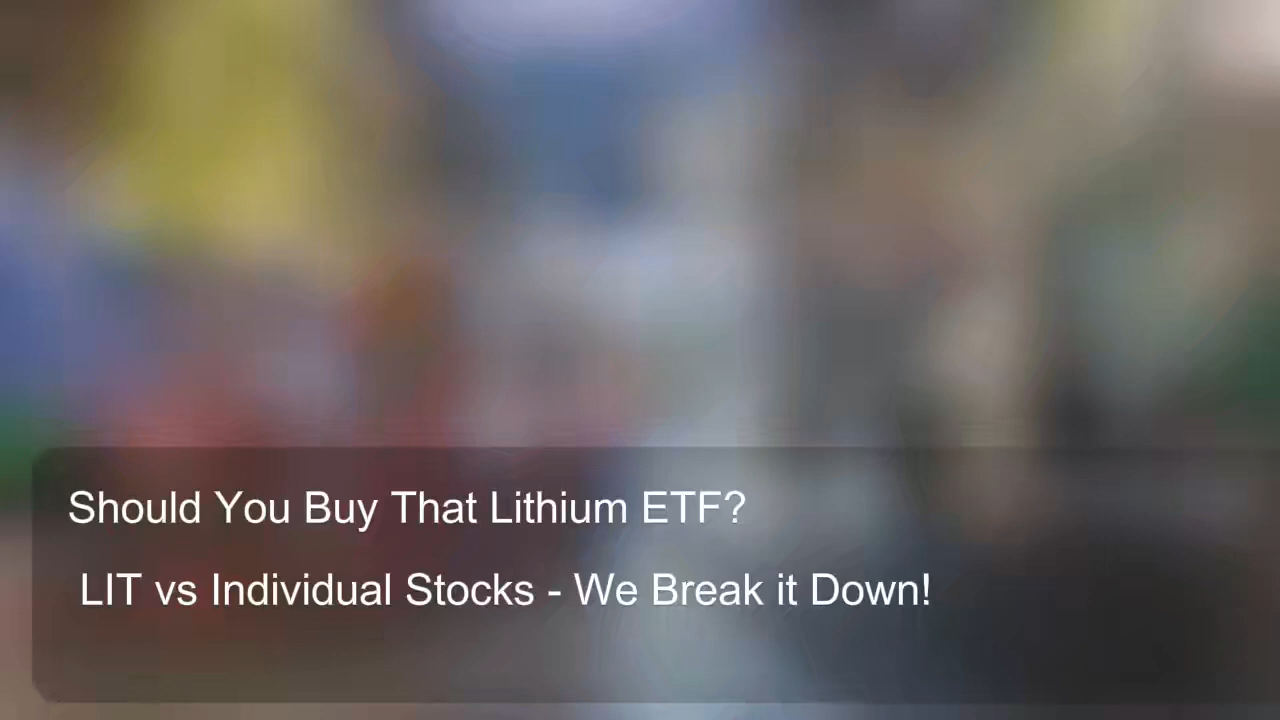 Should You Buy That Lithium ETF?
LIT vs Individual Stocks - We Break it Down!